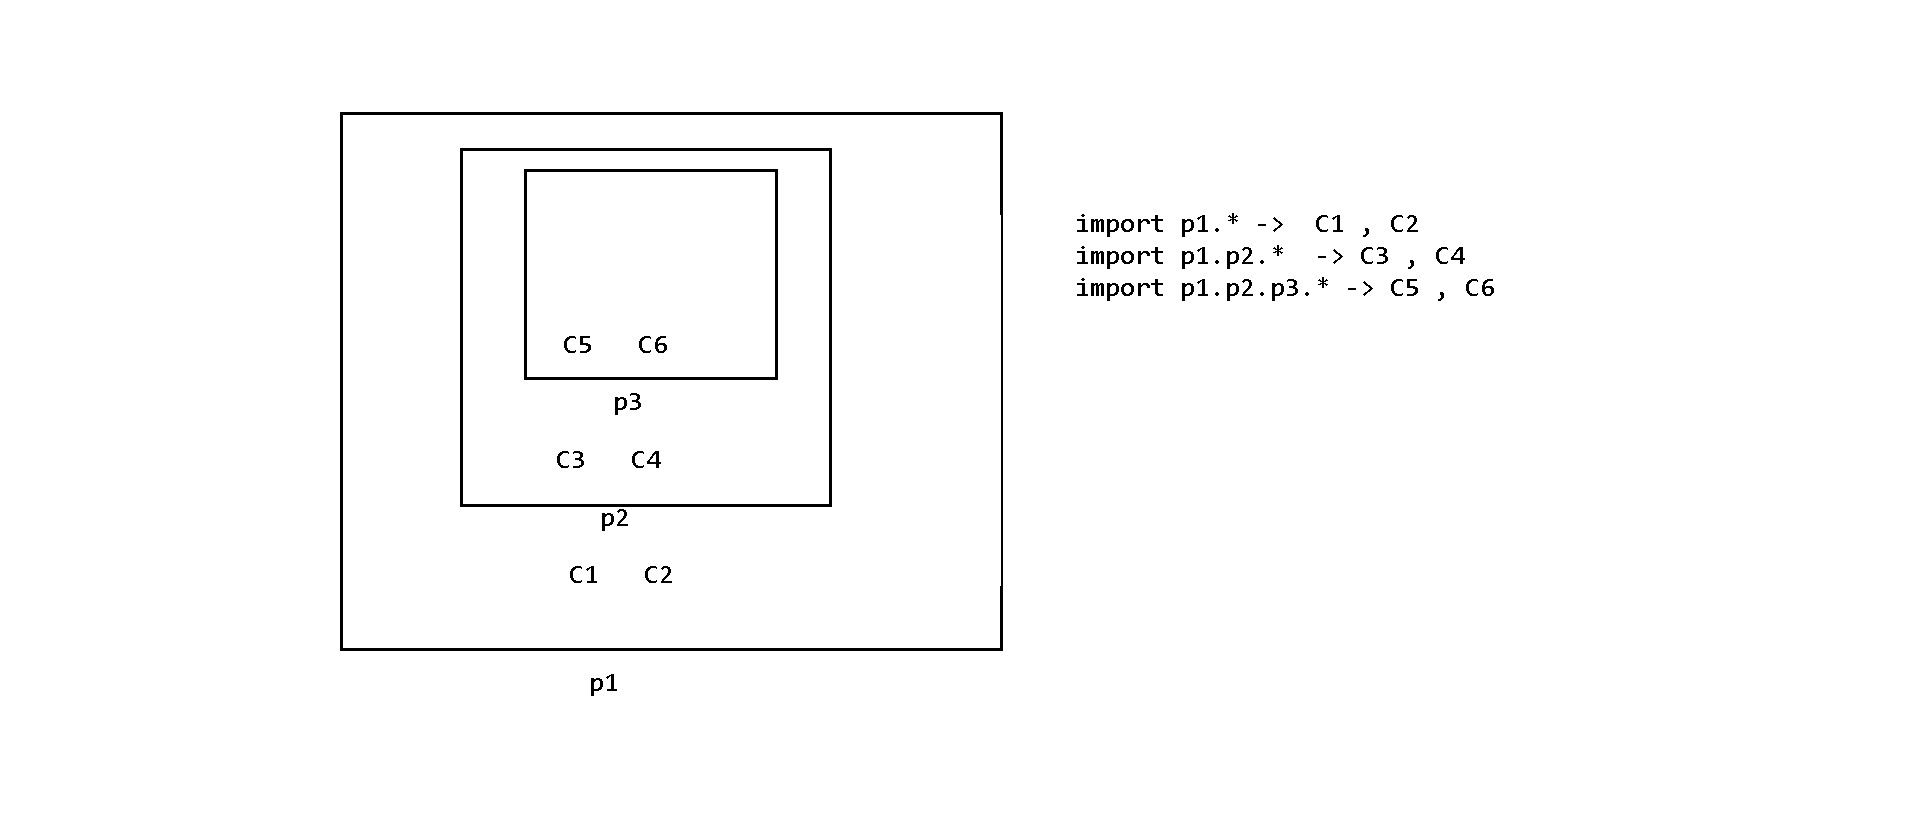 import p1.* -> C1 , C2
import p1.p2.* -> C3 , C4
import p1.p2.p3.* -> C5 , C6
C5 C6
p3
C3 C4
p2
C1 C2
p1